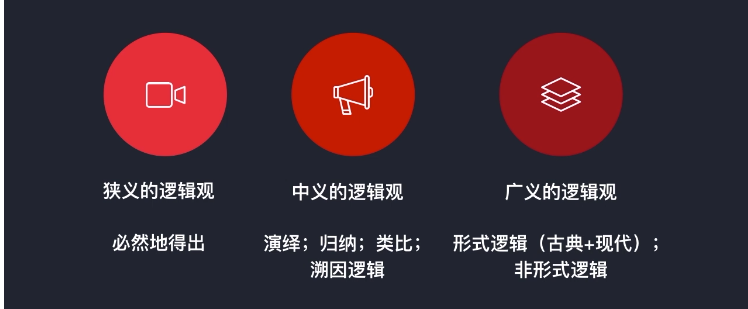 狭义的逻辑观
必然地得出
中义的逻辑观
演绎；归纳；类比；
溯因逻辑
广义的逻辑观
形式逻辑（古典+现代）；
非形式逻辑